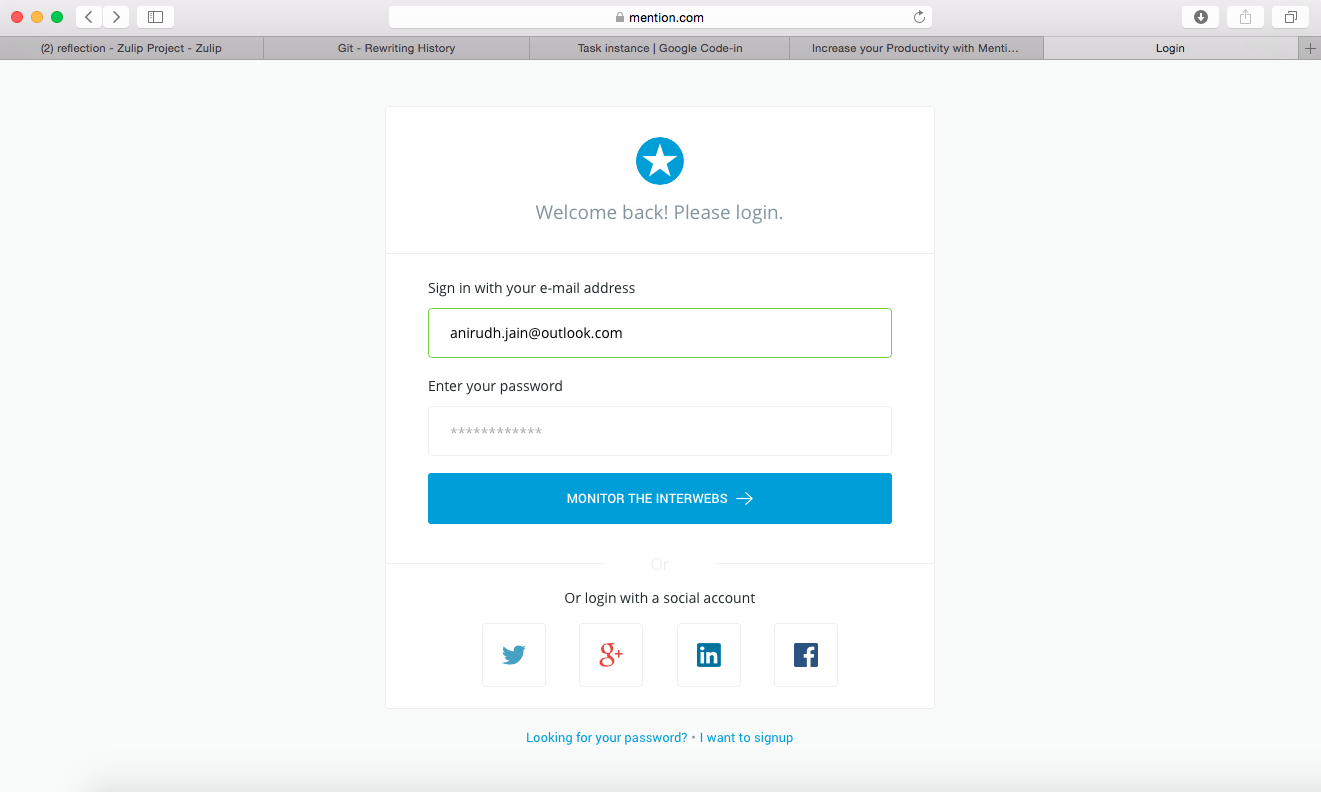 mention.com
(2) reflection - Zulip Project - Zulip
Git - Rewriting History
Task instance | Google Code-in
Increase your Productivity with Menti...
Login
Welcome back! Please login.
Sign in with your e-mail address
anirudh.jain@outlook.com
Enter your password
************
MONITOR THE INTERWEBS
Or
Or login with a social account
g+
in
f
Looking for your password? • I want to signup